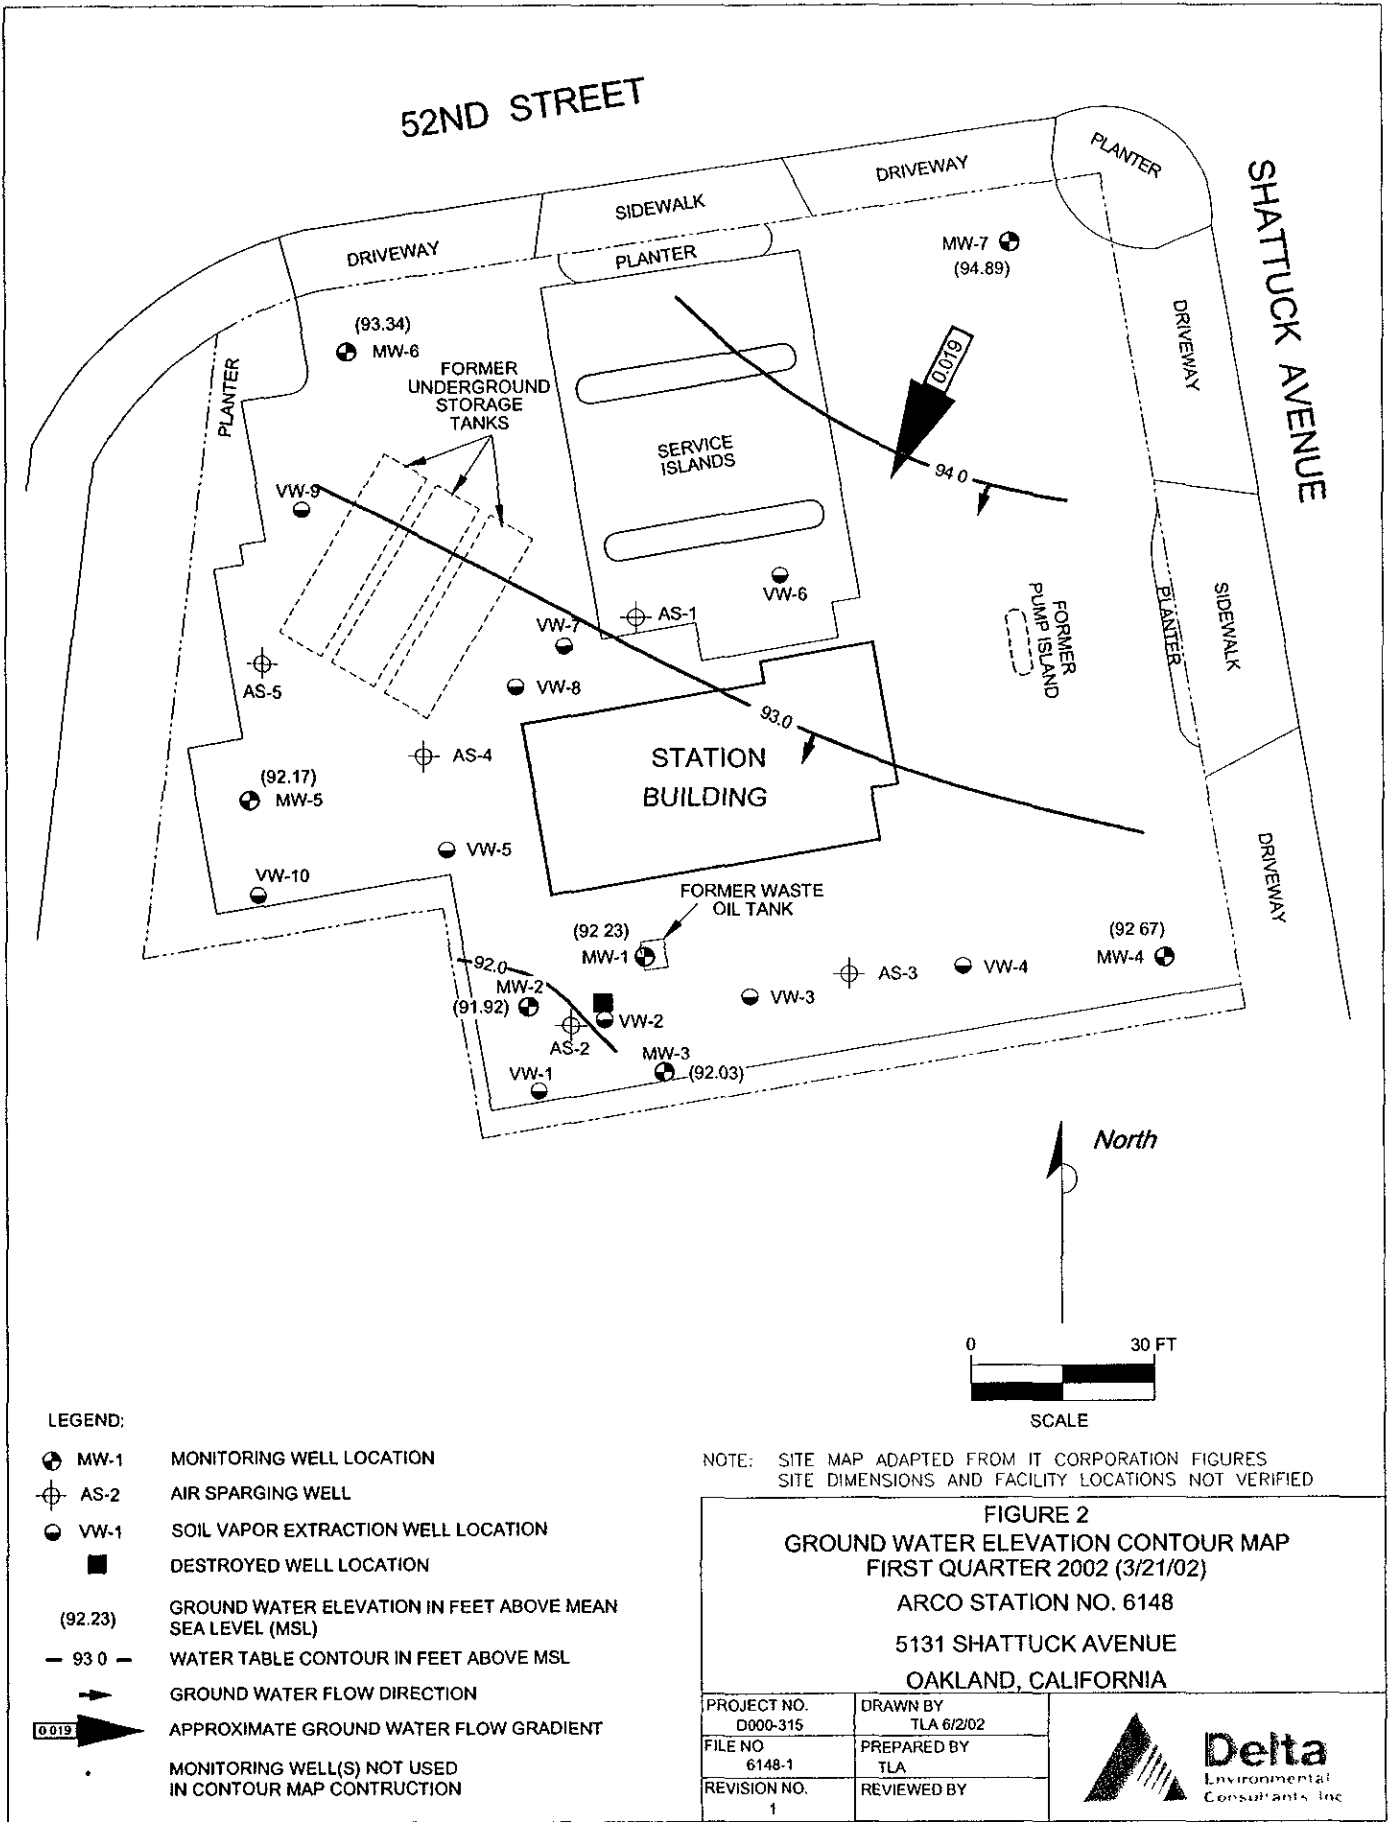 52ND STREET
SHATTUCK AVENUE
PLANTER
DRIVEWAY
SIDEWALK
DRIVEWAY
PLANTER
MW-7
(94.89)
DRIVEWAY
(93.34)
MW-6
PLANTER
FORMER
UNDERGROUND
STORAGE
TANKS
0.019
SERVICE
ISLANDS
94 0
VW-9
VW-6
AS-1
VW-7
FORMER
PUMP ISLAND
PLANTER
SIDEWALK
AS-5
VW-8
93.0
AS-4
STATION
BUILDING
(92.17)
MW-5
VW-5
DRIVEWAY
VW-10
FORMER WASTE
OIL TANK
(92 23)
MW-1
(92 67)
MW-4
92.0
MW-2
(91.92)
AS-3
VW-4
VW-3
VW-2
AS-2
MW-3
(92.03)
VW-1
North
0 30 FT
SCALE
LEGEND:
MW-1 MONITORING WELL LOCATION
AS-2 AIR SPARGING WELL
VW-1 SOIL VAPOR EXTRACTION WELL LOCATION
DESTROYED WELL LOCATION
(92.23) GROUND WATER ELEVATION IN FEET ABOVE MEAN
SEA LEVEL (MSL)
93 0 WATER TABLE CONTOUR IN FEET ABOVE MSL
GROUND WATER FLOW DIRECTION
0 019 APPROXIMATE GROUND WATER FLOW GRADIENT
MONITORING WELL(S) NOT USED
IN CONTOUR MAP CONTRUCTION
NOTE: SITE MAP ADAPTED FROM IT CORPORATION FIGURES
SITE DIMENSIONS AND FACILITY LOCATIONS NOT VERIFIED
FIGURE 2
GROUND WATER ELEVATION CONTOUR MAP
FIRST QUARTER 2002 (3/21/02)
ARCO STATION NO. 6148
5131 SHATTUCK AVENUE
OAKLAND, CALIFORNIA
PROJECT NO.
D000-315
DRAWN BY
TLA 6/2/02
FILE NO
6148-1
PREPARED BY
TLA
REVISION NO.
1
REVIEWED BY
Delta
Environmental
Consultants, Inc